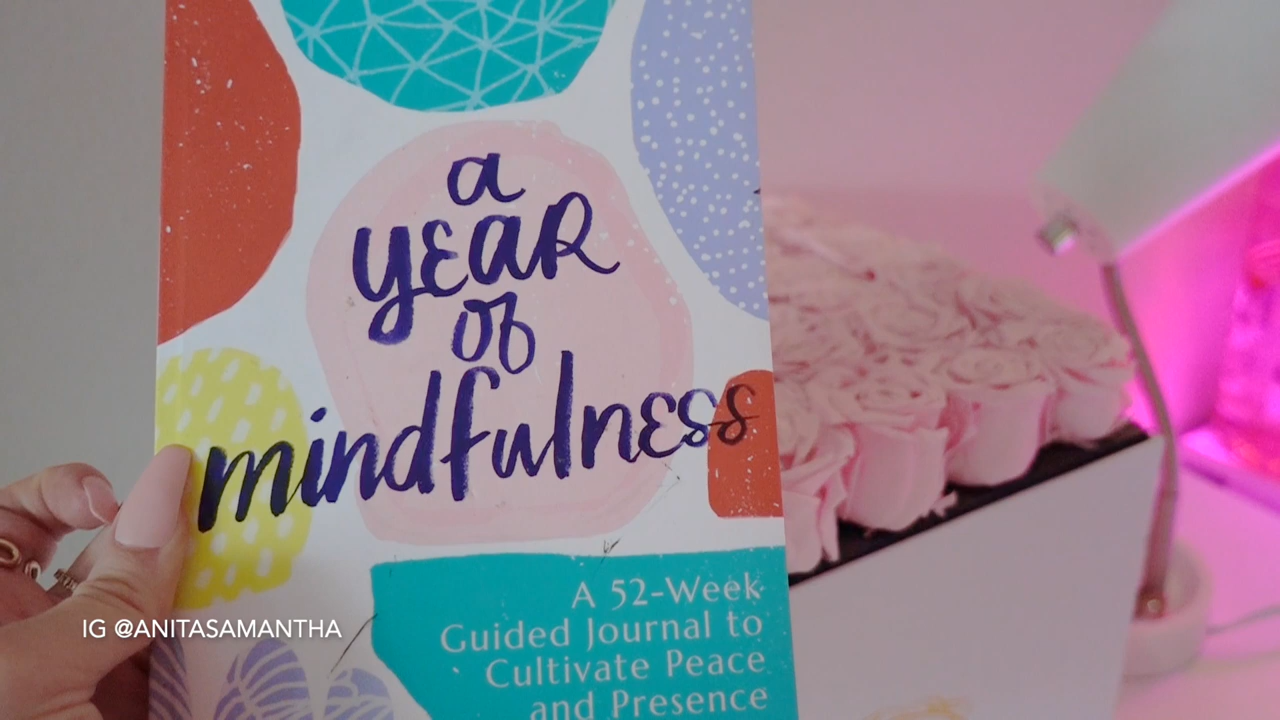 a
YEAR
of
mindfulness
A 52-Week
Guided Journal to
Cultivate Peace
and Presence
IG @ANITASAMANTHA